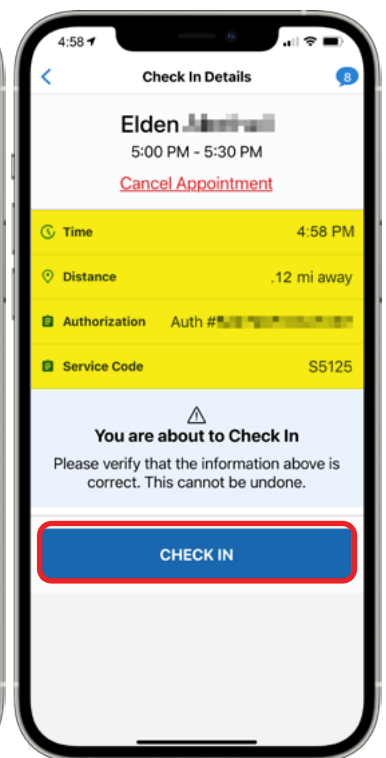 4:58
Check In Details
8
Elden
5:00 PM - 5:30 PM
Cancel Appointment
Time 4:58 PM
Distance .12 mi away
Authorization Auth #
Service Code S5125
You are about to Check In
Please verify that the information above is
correct. This cannot be undone.
CHECK IN